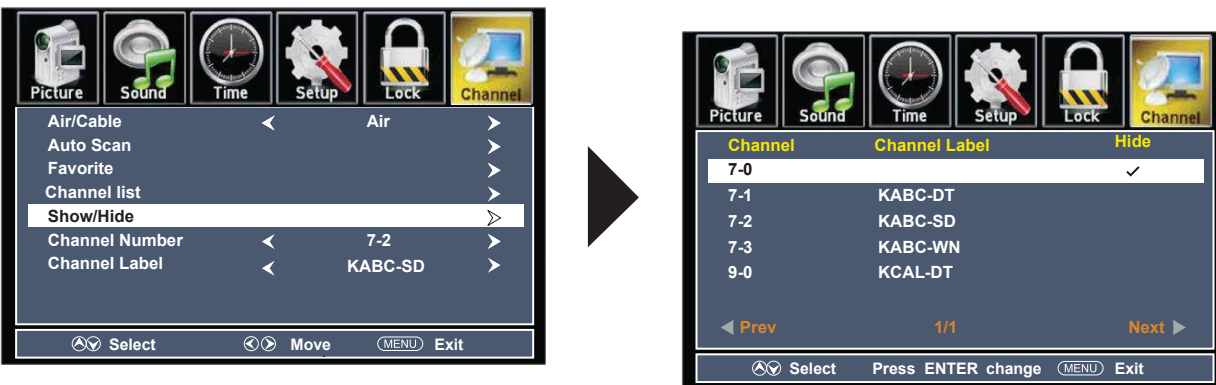 Picture Sound Time Setup Lock Channel
Air/Cable Air
Auto Scan
Favorite
Channel list
Show/Hide
Channel Number 7-2
Channel Label KABC-SD
Select Move MENU Exit
Picture Sound Time Setup Lock Channel
Channel Channel Label Hide
7-0
7-1 KABC-DT
7-2 KABC-SD
7-3 KABC-WN
9-0 KCAL-DT
Prev 1/1 Next
Select Press ENTER change MENU Exit